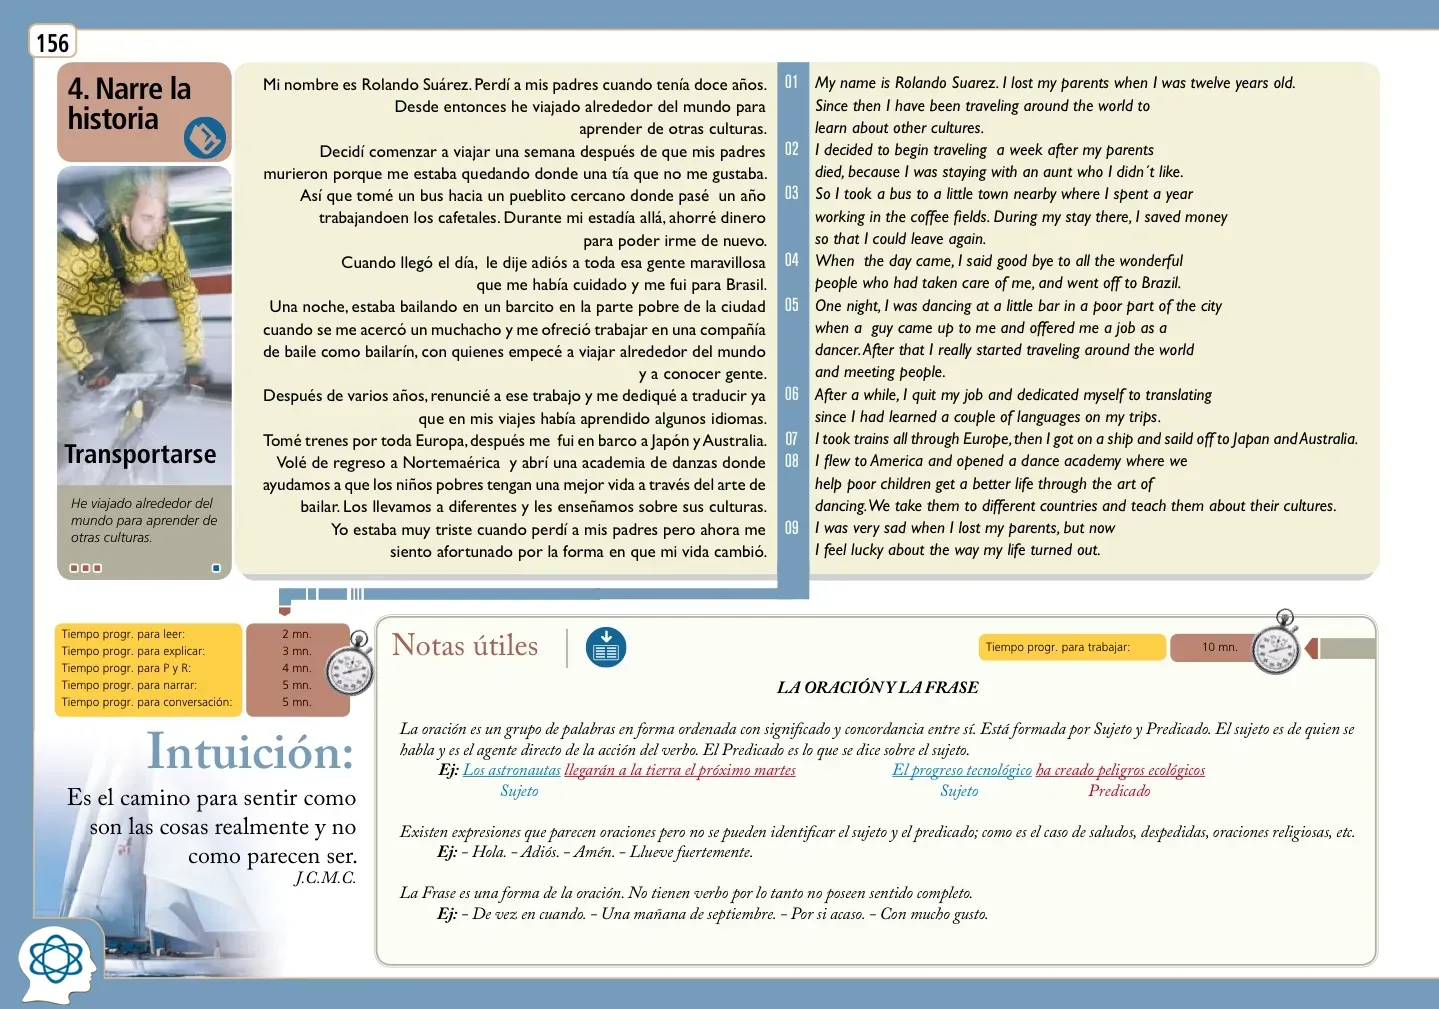 156
4. Narre la
historia
Transportarse
He viajado alrededor del
mundo para aprender de
otras culturas.
Mi nombre es Rolando Suárez. Perdí a mis padres cuando tenía doce años.
Desde entonces he viajado alrededor del mundo para
aprender de otras culturas.
Decidí comenzar a viajar una semana después de que mis padres
murieron porque me estaba quedando donde una tía que no me gustaba.
Así que tomé un bus hacia un pueblito cercano donde pasé un año
trabajandoen los cafetales. Durante mi estadía allá, ahorré dinero
para poder irme de nuevo.
Cuando llegó el día, le dije adiós a toda esa gente maravillosa
que me había cuidado y me fui para Brasil.
Una noche, estaba bailando en un barcito en la parte pobre de la ciudad
cuando se me acercó un muchacho y me ofreció trabajar en una compañía
de baile como bailarín, con quienes empecé a viajar alrededor del mundo
y a conocer gente.
Después de varios años, renuncié a ese trabajo y me dediqué a traducir ya
que en mis viajes había aprendido algunos idiomas.
Tomé trenes por toda Europa, después me fui en barco a Japón y Australia.
Volé de regreso a Nortemaérica y abrí una academia de danzas donde
ayudamos a que los niños pobres tengan una mejor vida a través del arte de
bailar. Los llevamos a diferentes y les enseñamos sobre sus culturas.
Yo estaba muy triste cuando perdí a mis padres pero ahora me
siento afortunado por la forma en que mi vida cambió.
01 My name is Rolando Suarez. I lost my parents when I was twelve years old.
Since then I have been traveling around the world to
learn about other cultures.
02 I decided to begin traveling a week after my parents
died, because I was staying with an aunt who I didn´t like.
03 So I took a bus to a little town nearby where I spent a year
working in the coffee fields. During my stay there, I saved money
so that I could leave again.
04 When the day came, I said good bye to all the wonderful
people who had taken care of me, and went off to Brazil.
05 One night, I was dancing at a little bar in a poor part of the city
when a guy came up to me and offered me a job as a
dancer. After that I really started traveling around the world
and meeting people.
06 After a while, I quit my job and dedicated myself to translating
since I had learned a couple of languages on my trips.
07 I took trains all through Europe, then I got on a ship and saild off to Japan and Australia.
08 I flew to America and opened a dance academy where we
help poor children get a better life through the art of
dancing. We take them to different countries and teach them about their cultures.
09 I was very sad when I lost my parents, but now
I feel lucky about the way my life turned out.
Tiempo progr. para leer: 2 mn.
Tiempo progr. para explicar: 3 mn.
Tiempo progr. para P y R: 4 mn.
Tiempo progr. para narrar: 5 mn.
Tiempo progr. para conversación: 5 mn.
Intuición:
Es el camino para sentir como
son las cosas realmente y no
como parecen ser.
J.C.M.C.
Notas útiles
Tiempo progr. para trabajar: 10 mn.
LA ORACIÓN Y LA FRASE
La oración es un grupo de palabras en forma ordenada con significado y concordancia entre sí. Está formada por Sujeto y Predicado. El sujeto es de quien se
habla y es el agente directo de la acción del verbo. El Predicado es lo que se dice sobre el sujeto.
Ej: Los astronautas llegarán a la tierra el próximo martes El progreso tecnológico ha creado peligros ecológicos
Sujeto Sujeto Predicado
Existen expresiones que parecen oraciones pero no se pueden identificar el sujeto y el predicado; como es el caso de saludos, despedidas, oraciones religiosas, etc.
Ej: - Hola. - Adiós. - Amén. - Llueve fuertemente.
La Frase es una forma de la oración. No tienen verbo por lo tanto no poseen sentido completo.
Ej: - De vez en cuando. - Una mañana de septiembre. - Por si acaso. - Con mucho gusto.